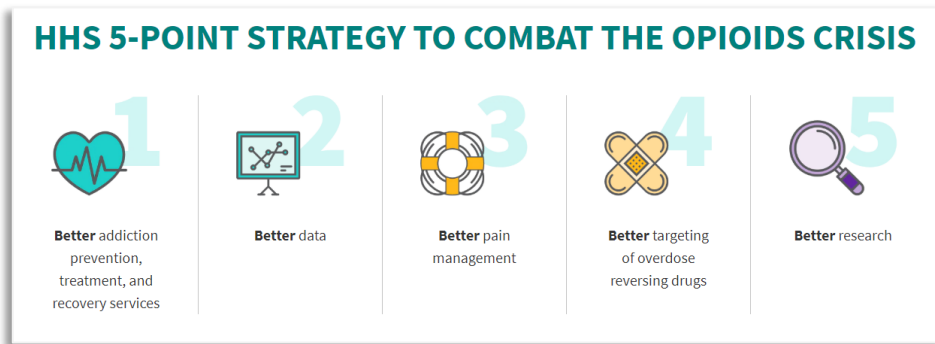 HHS 5-POINT STRATEGY TO COMBAT THE OPIOIDS CRISIS
1
Better addiction
prevention,
treatment, and
recovery services
2
Better data
3
Better pain
management
4
Better targeting
of overdose
reversing drugs
5
Better research